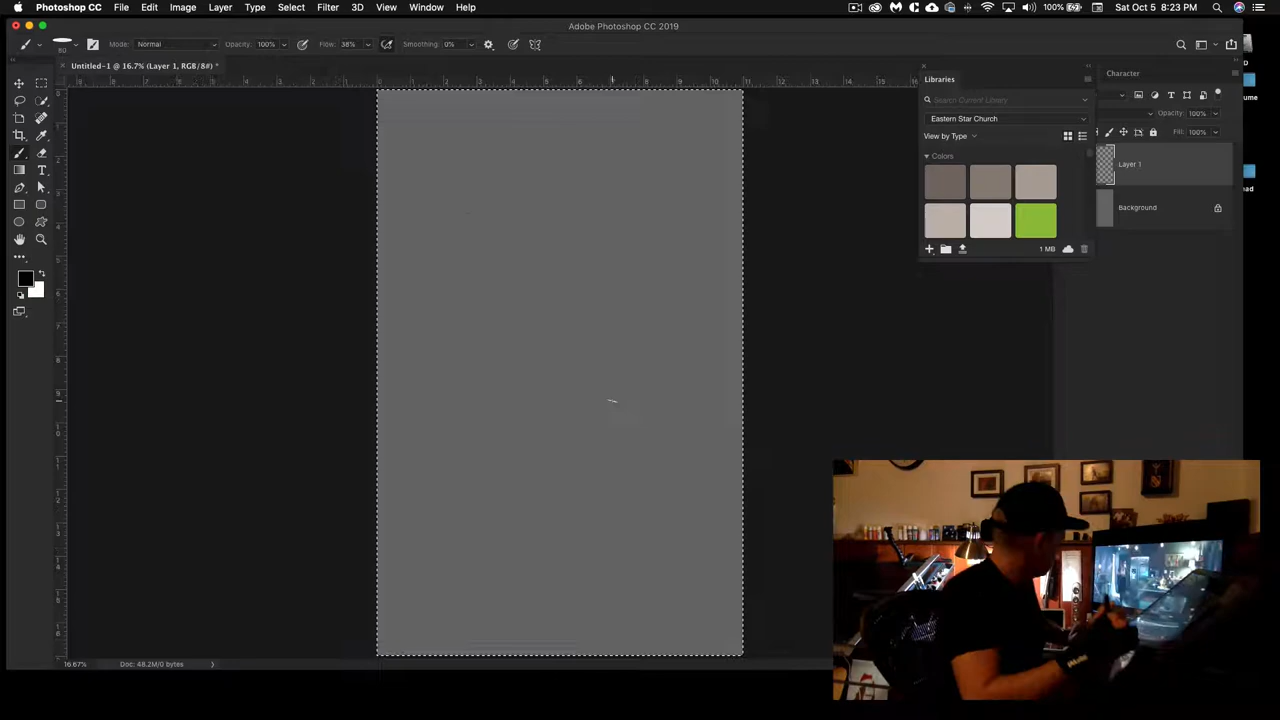 Photoshop CC File Edit Image Layer Type Select Filter 3D View Window Help 100% Sat Oct 5 8:23 PM
Adobe Photoshop CC 2019
80 Mode: Normal Opacity: 100% Flow: 38% Smoothing: 0%
Untitled-1 @ 16.7% (Layer 1, RGB/8#) *
Libraries
Character
Search Current Library
Eastern Star Church
Opacity: 100%
View by Type
Fill: 100%
Colors
Layer 1
Background
1 MB
16.67% Doc: 48.2M/0 bytes